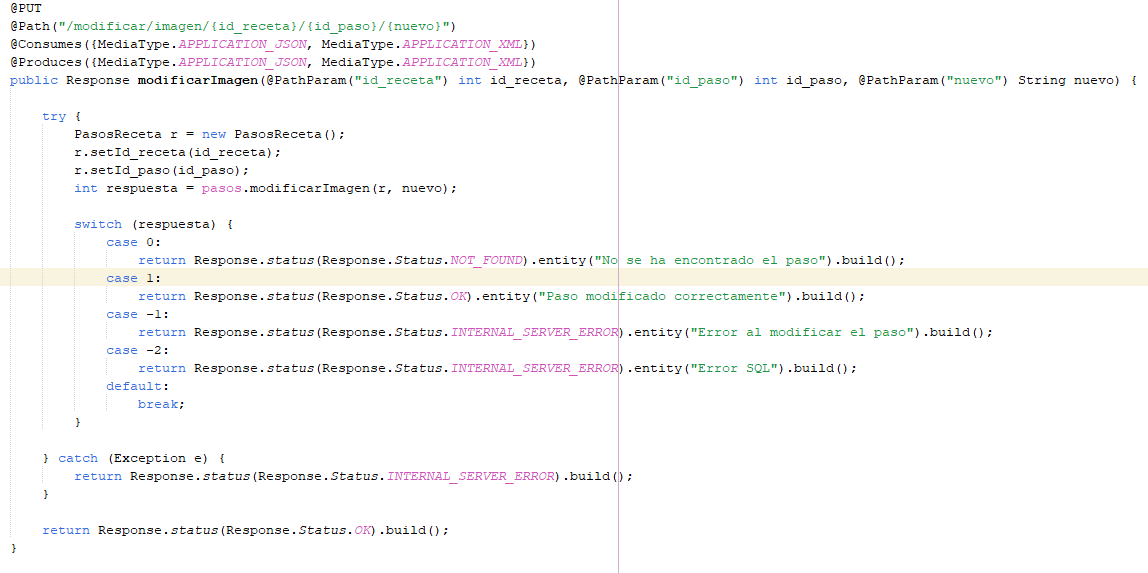 @PUT
@Path("/modificar/imagen/{id_receta}/{id_paso}/{nuevo}")
@Consumes({MediaType.APPLICATION_JSON, MediaType.APPLICATION_XML})
@Produces({MediaType.APPLICATION_JSON, MediaType.APPLICATION_XML})
public Response modificarImagen(@PathParam("id_receta") int id_receta, @PathParam("id_paso") int id_paso, @PathParam("nuevo") String nuevo) {
try {
PasosReceta r = new PasosReceta();
r.setId_receta(id_receta);
r.setId_paso(id_paso);
int respuesta = pasos.modificarImagen(r, nuevo);
switch (respuesta) {
case 0:
return Response.status(Response.Status.NOT_FOUND).entity("No se ha encontrado el paso").build();
case 1:
return Response.status(Response.Status.OK).entity("Paso modificado correctamente").build();
case -1:
return Response.status(Response.Status.INTERNAL_SERVER_ERROR).entity("Error al modificar el paso").build();
case -2:
return Response.status(Response.Status.INTERNAL_SERVER_ERROR).entity("Error SQL").build();
default:
break;
}
} catch (Exception e) {
return Response.status(Response.Status.INTERNAL_SERVER_ERROR).build();
}
return Response.status(Response.Status.OK).build();
}